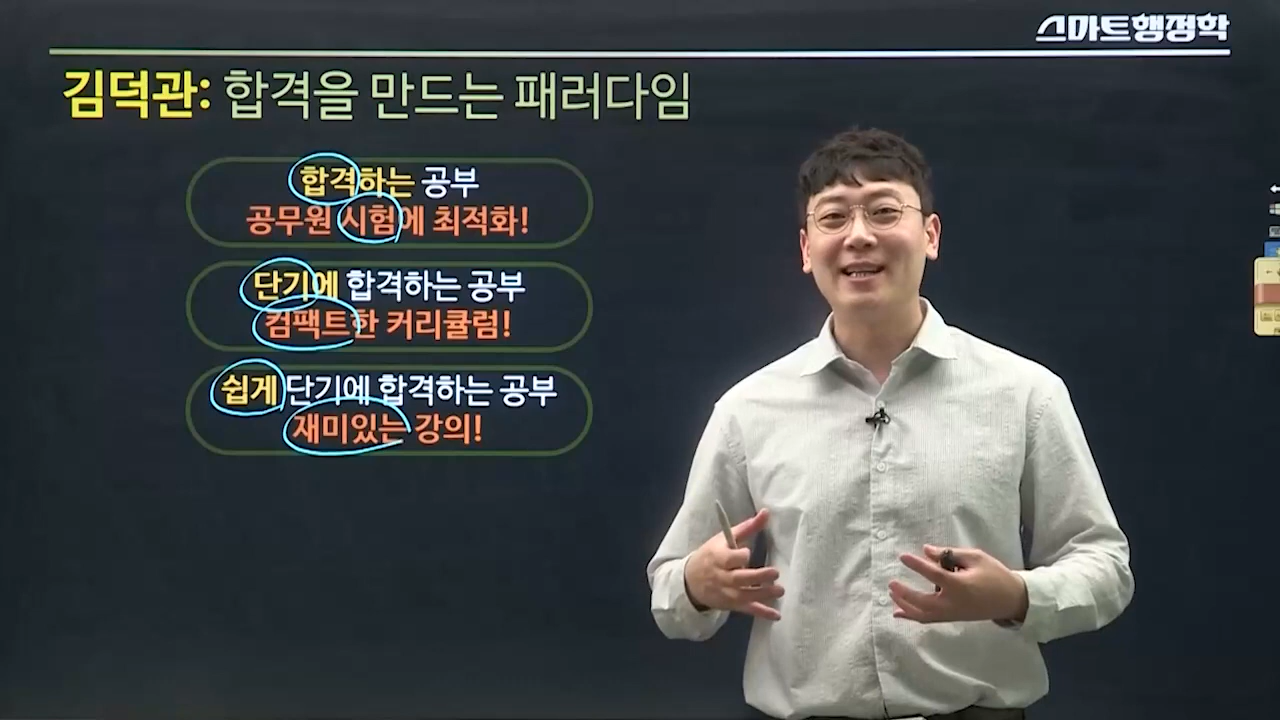 스마트행정학
김덕관: 합격을 만드는 패러다임
합격하는 공부
공무원 시험에 최적화!
단기에 합격하는 공부
컴팩트한 커리큘럼!
쉽게 단기에 합격하는 공부
재미있는 강의!